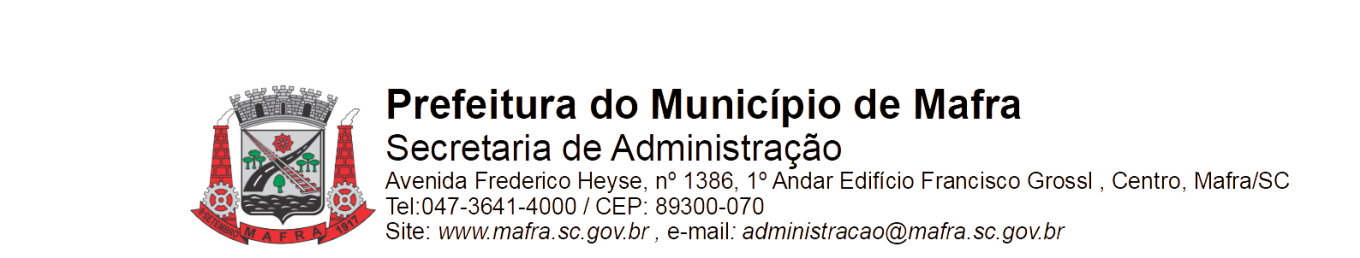 Prefeitura do Município de Mafra
Secretaria de Administração
Avenida Frederico Heyse, nº 1386, 1º Andar Edifício Francisco Grossl , Centro, Mafra/SC
Tel:047-3641-4000 / CEP: 89300-070
Site: www.mafra.sc.gov.br , e-mail: administracao@mafra.sc.gov.br
8 SETEMBRO MAFRA 1917